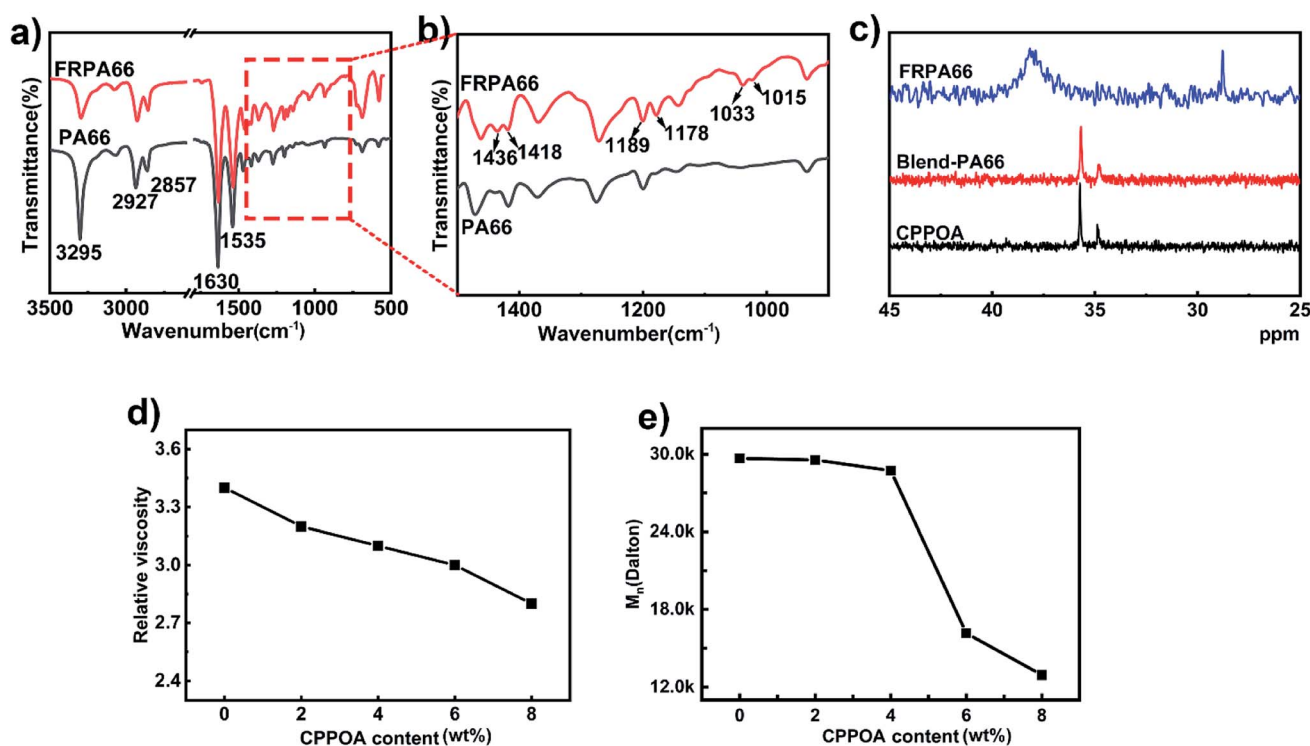 a)
FRPA66
PA66
2927
2857
3295
1535
1630
Transmittance(%)
3500
3000
1500
1000
500
Wavenumber(cm⁻¹)
b)
FRPA66
1033
1015
1189
1178
1436
1418
PA66
Transmittance(%)
1400
1200
1000
Wavenumber(cm⁻¹)
c)
FRPA66
Blend-PA66
CPPOA
45
40
35
30
25
ppm
d)
3.6
3.3
3.0
2.7
2.4
Relative viscosity
0
2
4
6
8
CPPOA content (wt%)
e)
30.0k
24.0k
18.0k
12.0k
Mₙ(Dalton)
0
2
4
6
8
CPPOA content (wt%)